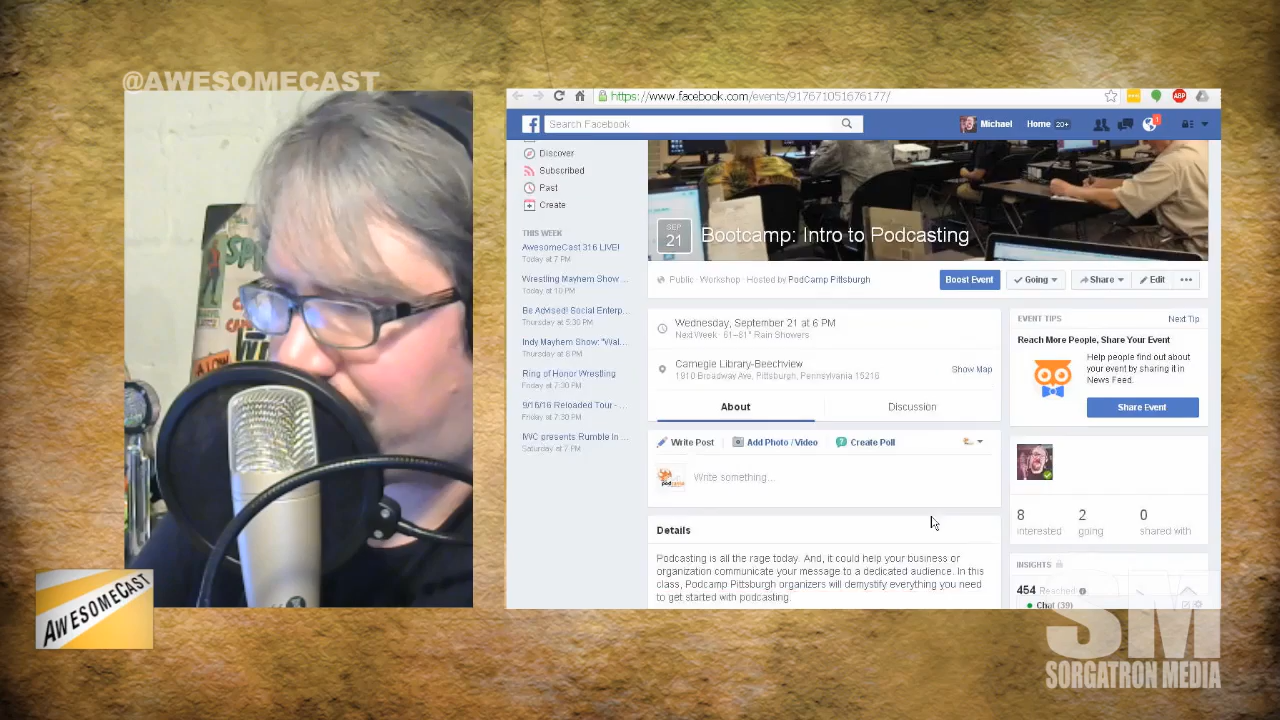 @AWESOMECAST
https://www.facebook.com/events/917671051676177/
ABP
Search Facebook
Michael
Home 20+
1
Discover
Subscribed
Past
Create
THIS WEEK
AwesomeCast 316 LIVE!
Today at 7 PM
Wrestling Mayhem Show ...
Today at 10 PM
Be Advised! Social Enterp...
Thursday at 5:30 PM
Indy Mayhem Show: "Wal...
Thursday at 8 PM
Ring of Honor Wrestling
Friday at 7:30 PM
9/16/16 Reloaded Tour - ...
Friday at 7:30 PM
IWC presents Rumble In ...
Saturday at 7 PM
SEP
21
Bootcamp: Intro to Podcasting
Public · Workshop · Hosted by PodCamp Pittsburgh
Boost Event
Going
Share
Edit
Wednesday, September 21 at 6 PM
Next Week · 61–81° Rain Showers
Carnegie Library-Beechview
1910 Broadway Ave, Pittsburgh, Pennsylvania 15216
Show Map
About
Discussion
Write Post
Add Photo / Video
Create Poll
Write something...
Details
Podcasting is all the rage today. And, it could help your business or
organization communicate your message to a dedicated audience. In this
class, Podcamp Pittsburgh organizers will demystify everything you need
to get started with podcasting.
EVENT TIPS
Next Tip
Reach More People, Share Your Event
Help people find out about
your event by sharing it in
News Feed.
Share Event
8
interested
2
going
0
shared with
INSIGHTS
454 Reached
Chat (39)
AWESOMECAST
SM
SORGATRON MEDIA